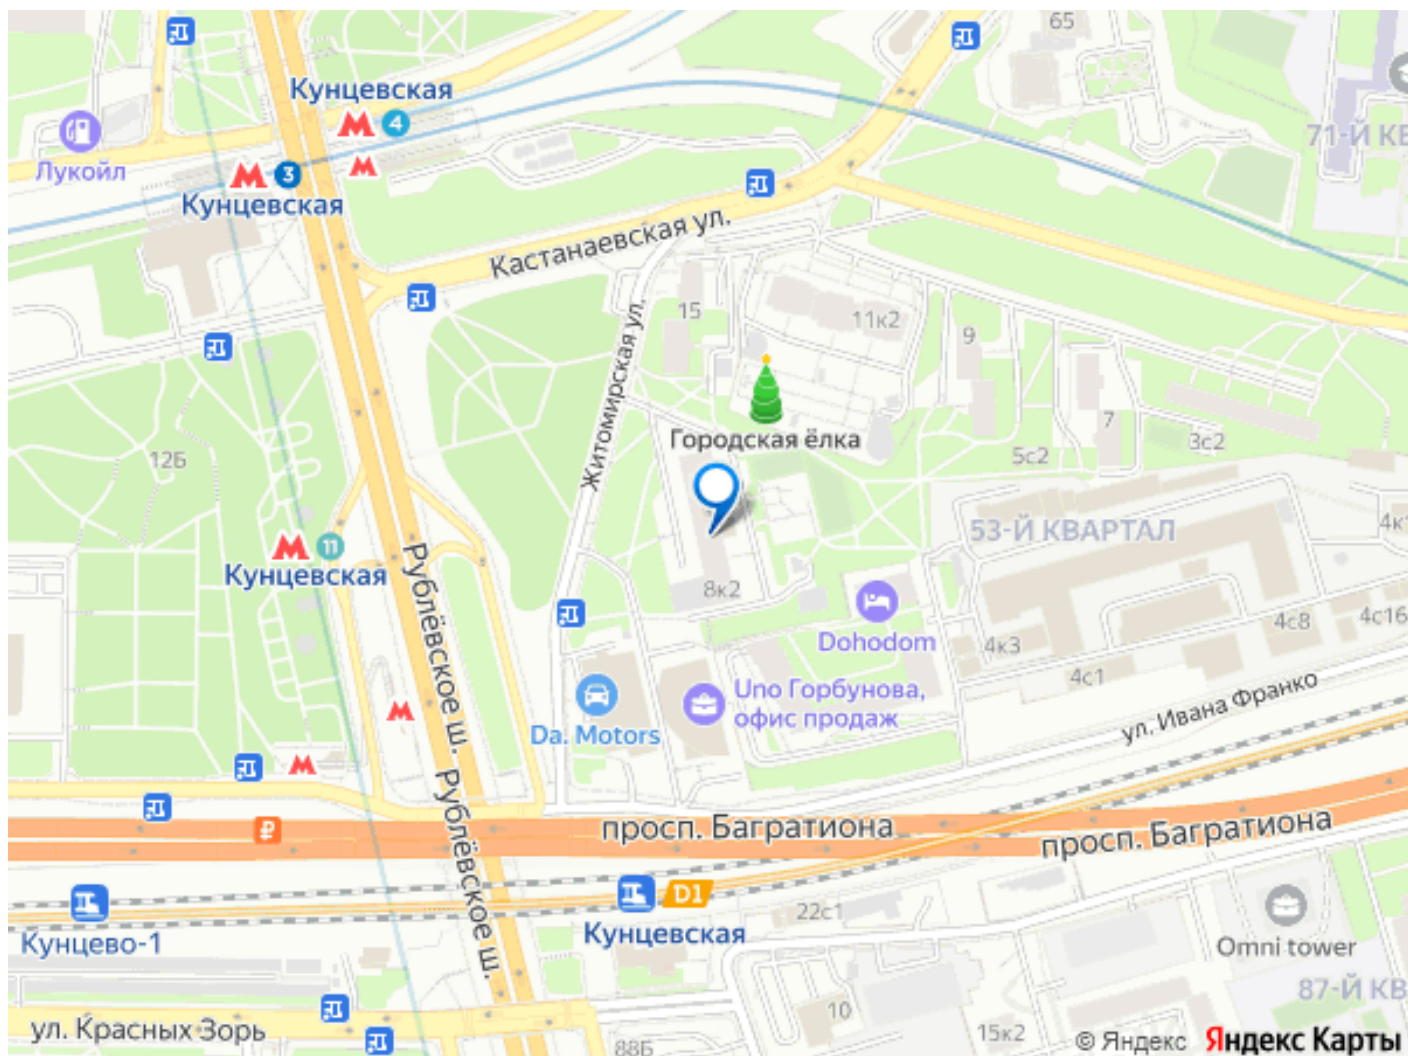 65
Кунцевская
4
71-Й КВ
Лукойл
3
Кунцевская
Кастанаевская ул.
15
11к2
9
Житомирская ул.
7
Городская ёлка
3с2
12Б
5с2
53-Й КВАРТАЛ
4к
11
Кунцевская
Рублёвское ш.
8к2
Dohodom
4с8
4с16
4к3
4с1
Uno Горбунова,
офис продаж
ул. Ивана Франко
Da. Motors
Рублёвское ш.
₽
просп. Багратиона
просп. Багратиона
D1
22с1
Кунцево-1
Кунцевская
Omni tower
87-Й КВ
10
ул. Красных Зорь
88Б
15к2
© Яндекс Яндекс Карты